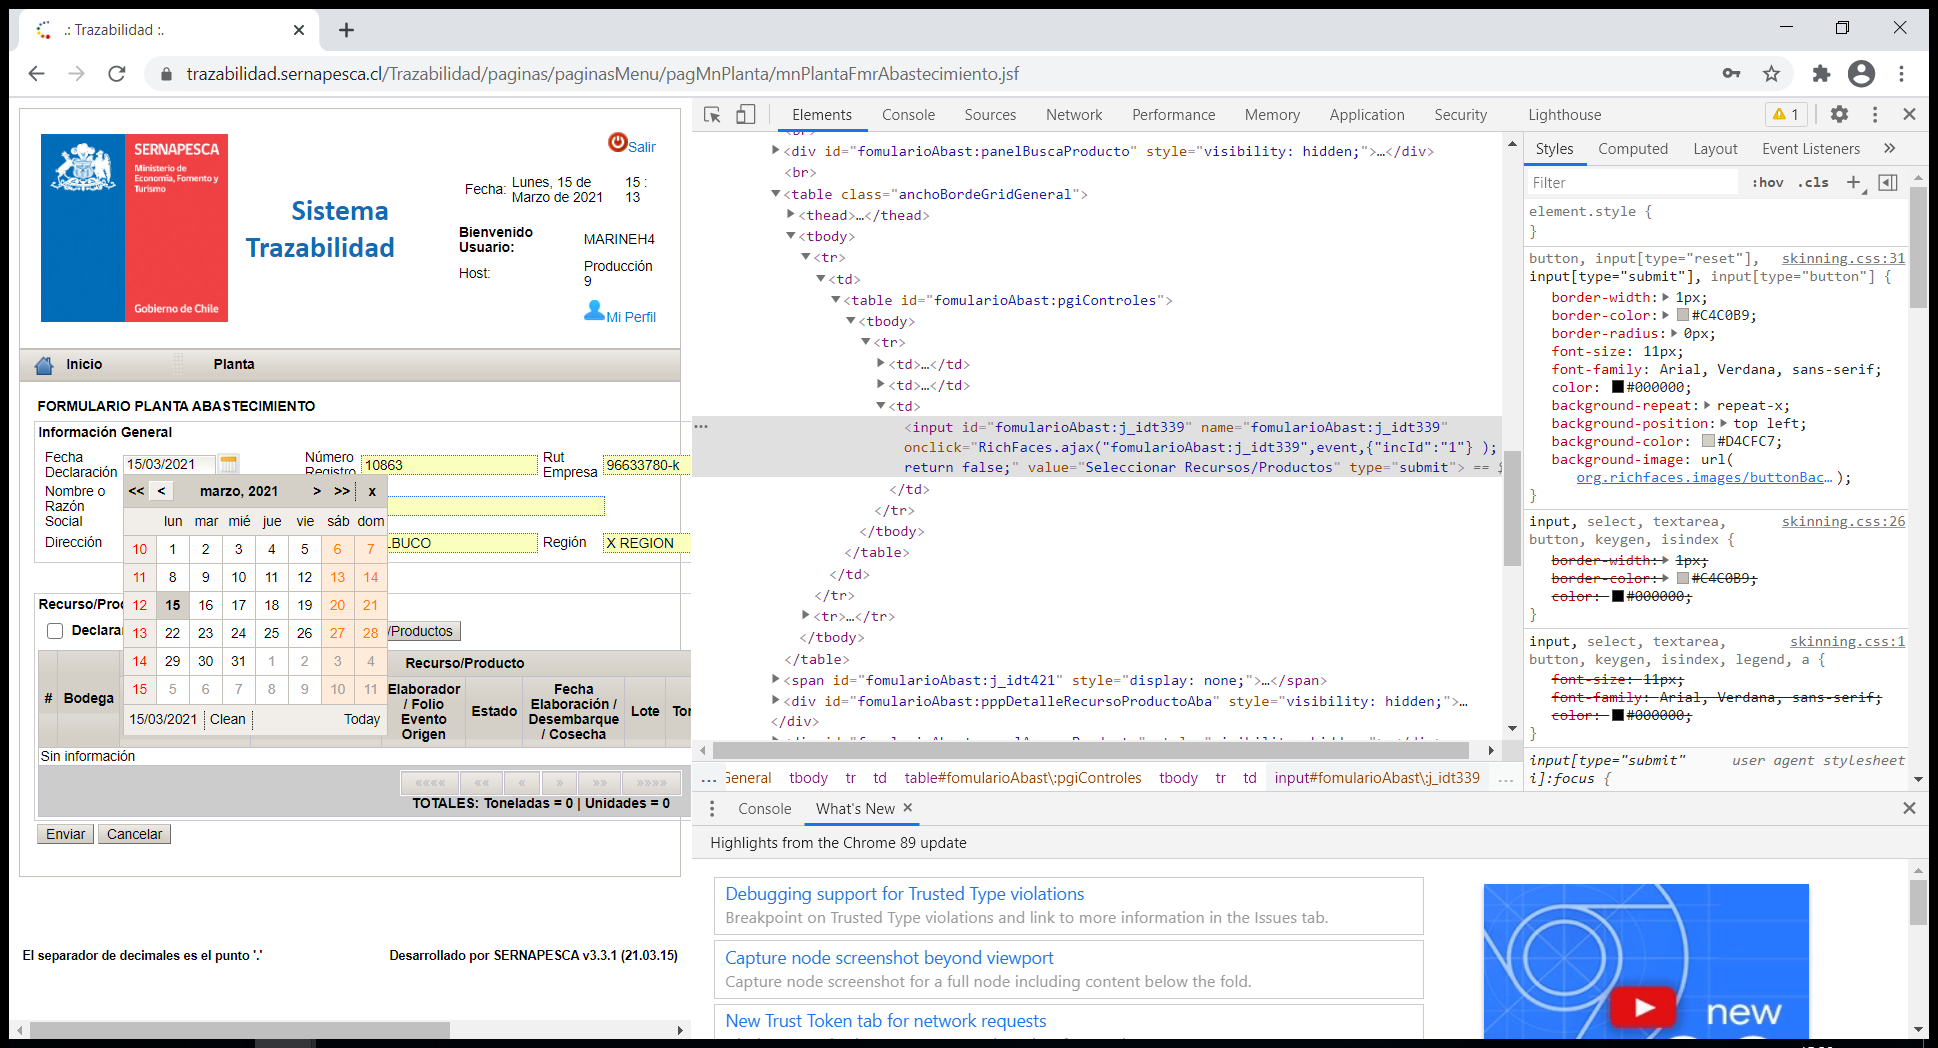 .: Trazabilidad :.
trazabilidad.sernapesca.cl/Trazabilidad/paginas/paginasMenu/pagMnPlanta/mnPlantaFmrAbastecimiento.jsf
SERNAPESCA
Ministerio de
Economía, Fomento y
Turismo
Gobierno de Chile
Sistema
Trazabilidad
Salir
Fecha: Lunes, 15 de Marzo de 2021 15 : 13
Bienvenido Usuario: MARINEH4
Host: Producción 9
Mi Perfil
Inicio Planta
FORMULARIO PLANTA ABASTECIMIENTO
Información General
Fecha Declaración 15/03/2021 Número Registro 10863 Rut Empresa 96633780-k
Nombre o Razón Social
Dirección LBUCO Región X REGION
<< < marzo, 2021 > >> x
lun mar mié jue vie sáb dom
10 1 2 3 4 5 6 7
11 8 9 10 11 12 13 14
12 15 16 17 18 19 20 21
13 22 23 24 25 26 27 28
14 29 30 31 1 2 3 4
15 5 6 7 8 9 10 11
15/03/2021 Clean Today
Recurso/Proc
Declarar /Productos
Recurso/Producto
# Bodega Elaborador / Folio Evento Origen Estado Fecha Elaboración / Desembarque / Cosecha Lote Ton
Sin información
«««« «« « » »» »»»»
TOTALES: Toneladas = 0 | Unidades = 0
Enviar Cancelar
El separador de decimales es el punto '.' Desarrollado por SERNAPESCA v3.3.1 (21.03.15)
Elements Console Sources Network Performance Memory Application Security Lighthouse 1
<div id="fomularioAbast:panelBuscaProducto" style="visibility: hidden;">…</div>
<br>
<table class="anchoBordeGridGeneral">
<thead>…</thead>
<tbody>
<tr>
<td>
<table id="fomularioAbast:pgiControles">
<tbody>
<tr>
<td>…</td>
<td>…</td>
<td>
<input id="fomularioAbast:j_idt339" name="fomularioAbast:j_idt339"
onclick="RichFaces.ajax("fomularioAbast:j_idt339",event,{"incId":"1"} );
return false;" value="Seleccionar Recursos/Productos" type="submit"> == $
</td>
</tr>
</tbody>
</table>
</td>
</tr>
<tr>…</tr>
</tbody>
</table>
<span id="fomularioAbast:j_idt421" style="display: none;">…</span>
<div id="fomularioAbast:pppDetalleRecursoProductoAba" style="visibility: hidden;">…
</div>
... General tbody tr td table#fomularioAbast\:pgiControles tbody tr td input#fomularioAbast\:j_idt339 ...
Styles Computed Layout Event Listeners »
Filter :hov .cls +
element.style {
}
button, input[type="reset"], skinning.css:31
input[type="submit"], input[type="button"] {
border-width: 1px;
border-color: #C4C0B9;
border-radius: 0px;
font-size: 11px;
font-family: Arial, Verdana, sans-serif;
color: #000000;
background-repeat: repeat-x;
background-position: top left;
background-color: #D4CFC7;
background-image: url(
org.richfaces.images/buttonBac… );
}
input, select, textarea, skinning.css:26
button, keygen, isindex {
border-width: 1px;
border-color: #C4C0B9;
color: #000000;
}
input, select, textarea, skinning.css:1
button, keygen, isindex, legend, a {
font-size: 11px;
font-family: Arial, Verdana, sans-serif;
color: #000000;
}
input[type="submit" user agent stylesheet
i]:focus {
Console What's New
Highlights from the Chrome 89 update
Debugging support for Trusted Type violations
Breakpoint on Trusted Type violations and link to more information in the Issues tab.
Capture node screenshot beyond viewport
Capture node screenshot for a full node including content below the fold.
New Trust Token tab for network requests
new